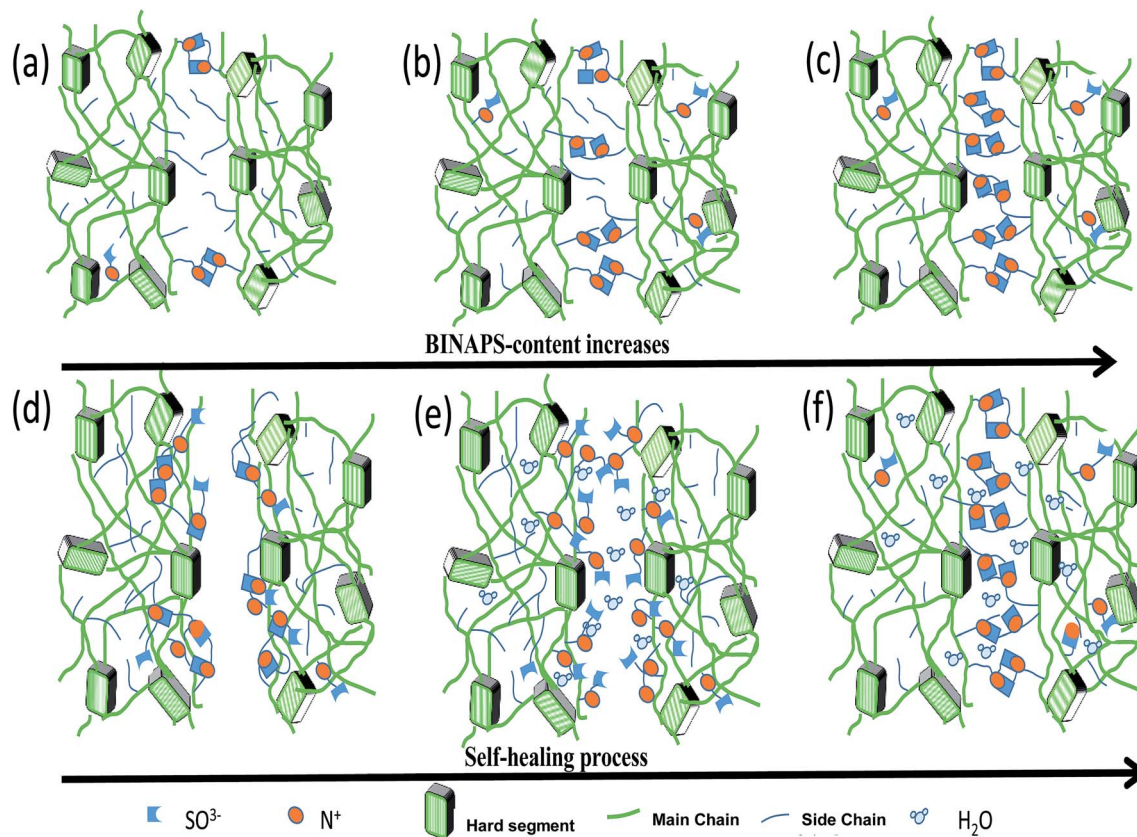 (a)
(b)
(c)
BINAPS-content increases
(d)
(e)
(f)
Self-healing process
SO³⁻
N⁺
Hard segment
Main Chain
Side Chain
H₂O